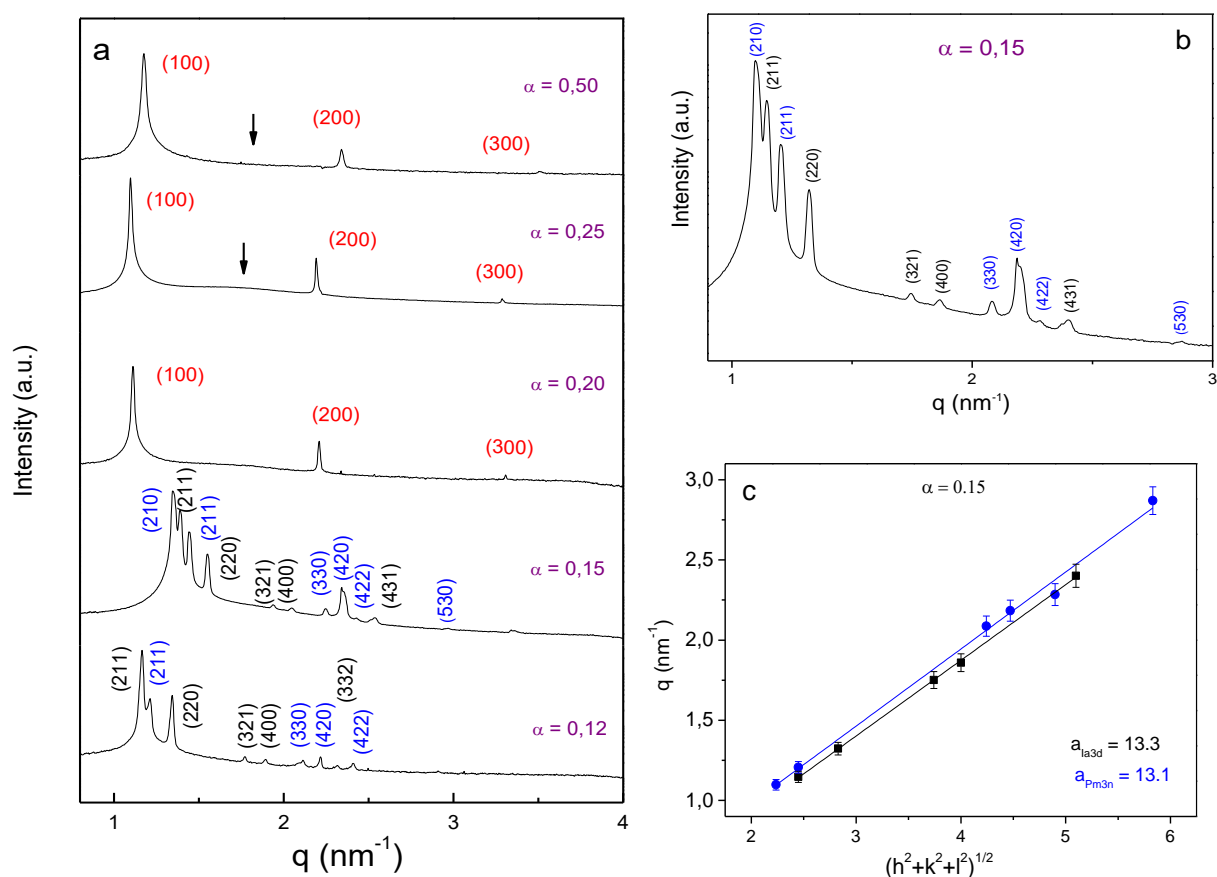 a
(100)
α = 0,50
(200)
(300)
(100)
α = 0,25
(200)
(300)
(100)
α = 0,20
(200)
(300)
(210)
(211)
(211)
(220)
(321)
(400)
(330)
(420)
(422)
(431)
(530)
α = 0,15
(211)
(211)
(220)
(321)
(400)
(330)
(420)
(332)
(422)
α = 0,12
Intensity (a.u.)
1 2 3 4
q (nm-1)
b
α = 0,15
(210)
(211)
(211)
(220)
(321)
(400)
(330)
(420)
(422)
(431)
(530)
Intensity (a.u.)
1 2 3
q (nm-1)
c
α = 0.15
3,0
2,5
2,0
1,5
1,0
q (nm-1)
aIa3d = 13.3
aPm3n = 13.1
2 3 4 5 6
(h2+k2+l2)1/2